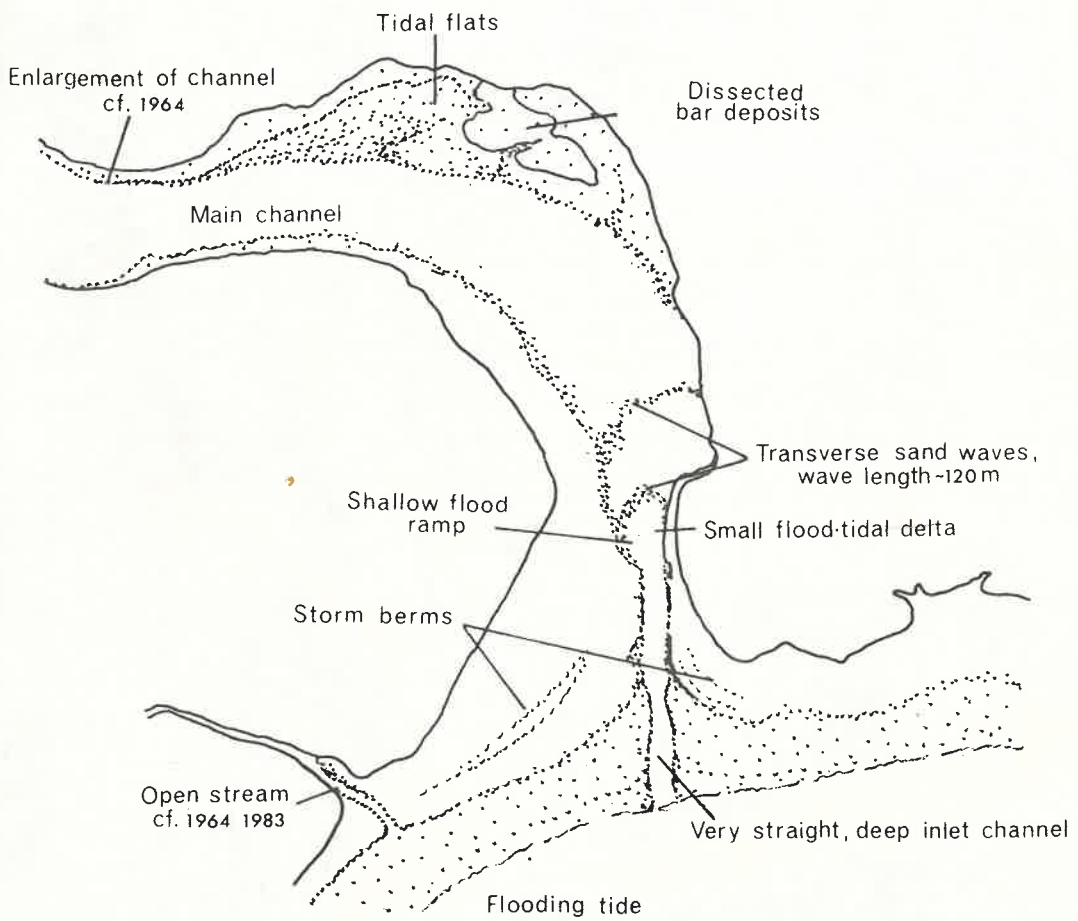 Tidal flats
Enlargement of channel
cf. 1964
Dissected
bar deposits
Main channel
Transverse sand waves,
wave length ~120 m
Shallow flood
ramp
Small flood·tidal delta
Storm berms
Open stream
cf. 1964 1983
Very straight, deep inlet channel
Flooding tide